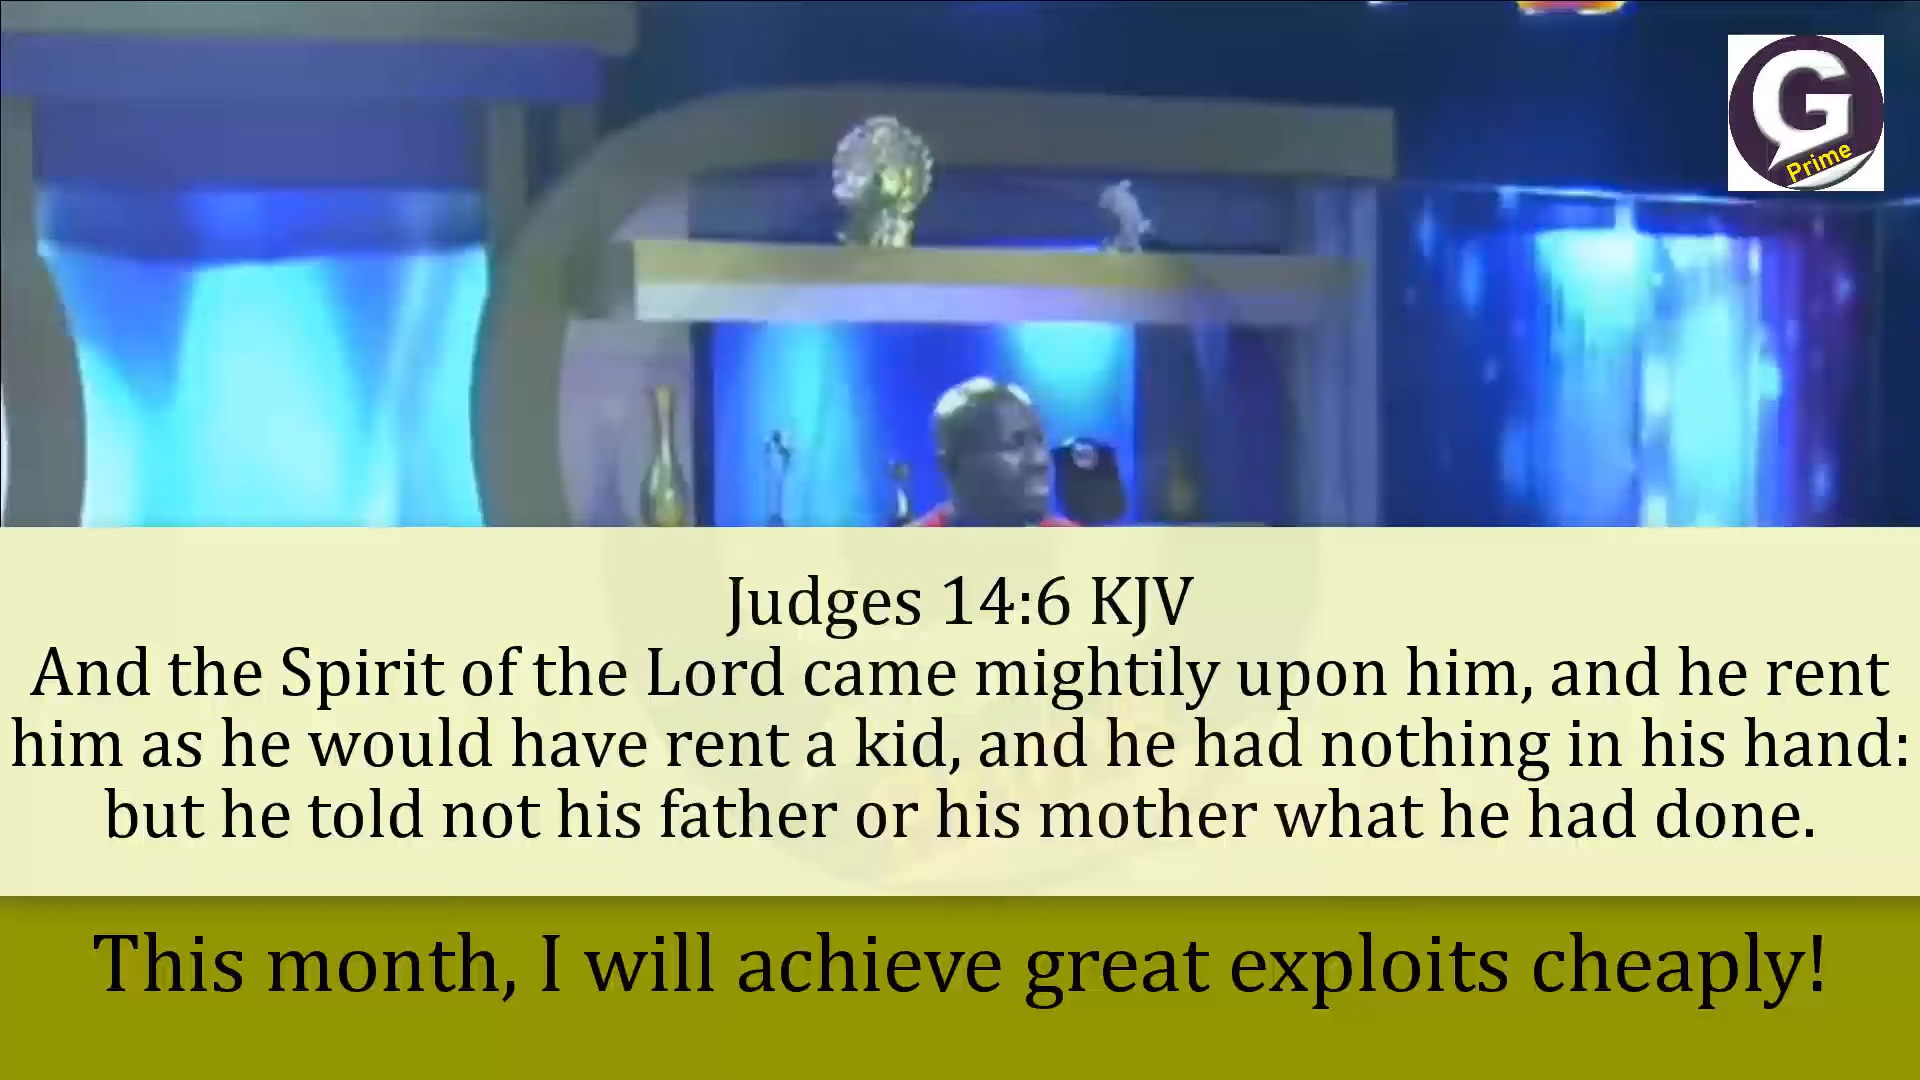 G
Prime
Judges 14:6 KJV
And the Spirit of the Lord came mightily upon him, and he rent
him as he would have rent a kid, and he had nothing in his hand:
but he told not his father or his mother what he had done.
This month, I will achieve great exploits cheaply!